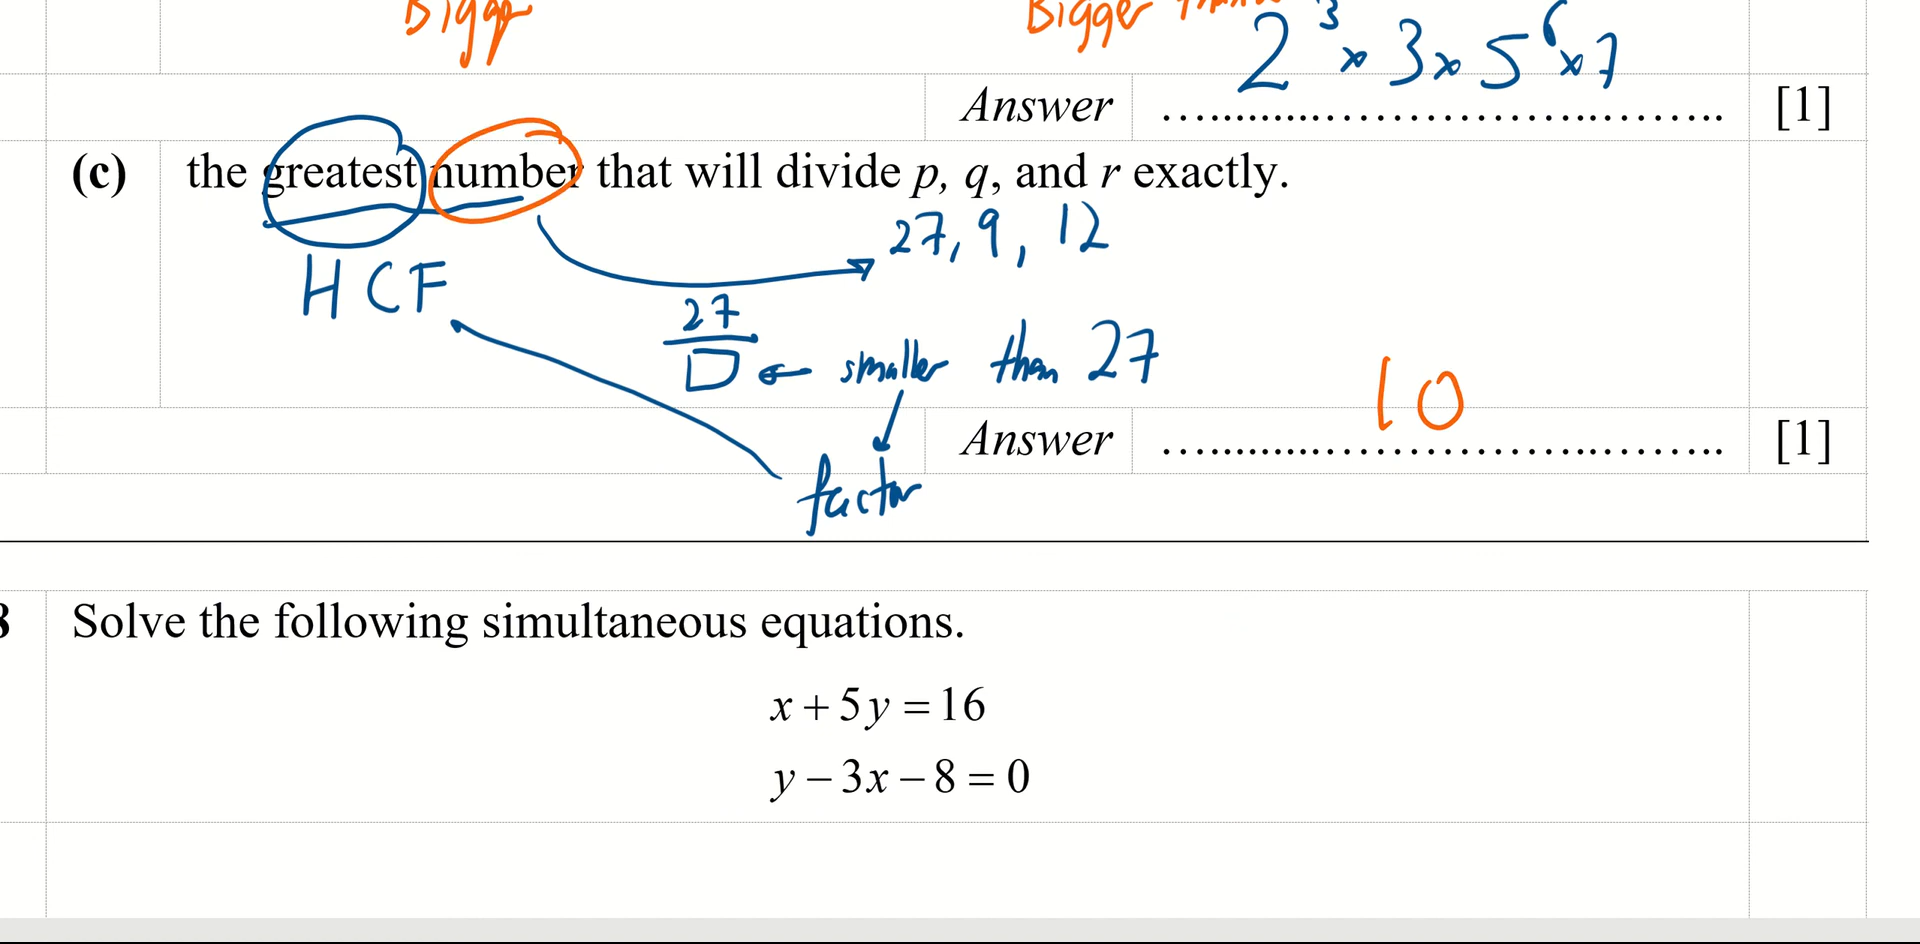 Bigger
2³ × 3 × 5⁶ × 7
Answer ........................................ [1]
(c) the greatest number that will divide p, q, and r exactly.
27, 9, 12
HCF
27
D ← smaller than 27
10
Answer ........................................ [1]
factor
Solve the following simultaneous equations.
x + 5y = 16
y − 3x − 8 = 0